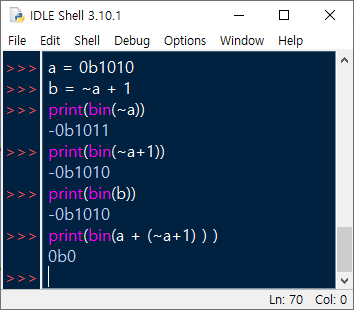 IDLE Shell 3.10.1
File Edit Shell Debug Options Window Help
>>> a = 0b1010
>>> b = ~a + 1
>>> print(bin(~a))
-0b1011
>>> print(bin(~a+1))
-0b1010
>>> print(bin(b))
-0b1010
>>> print(bin(a + (~a+1) ) )
0b0
>>>
Ln: 70 Col: 0